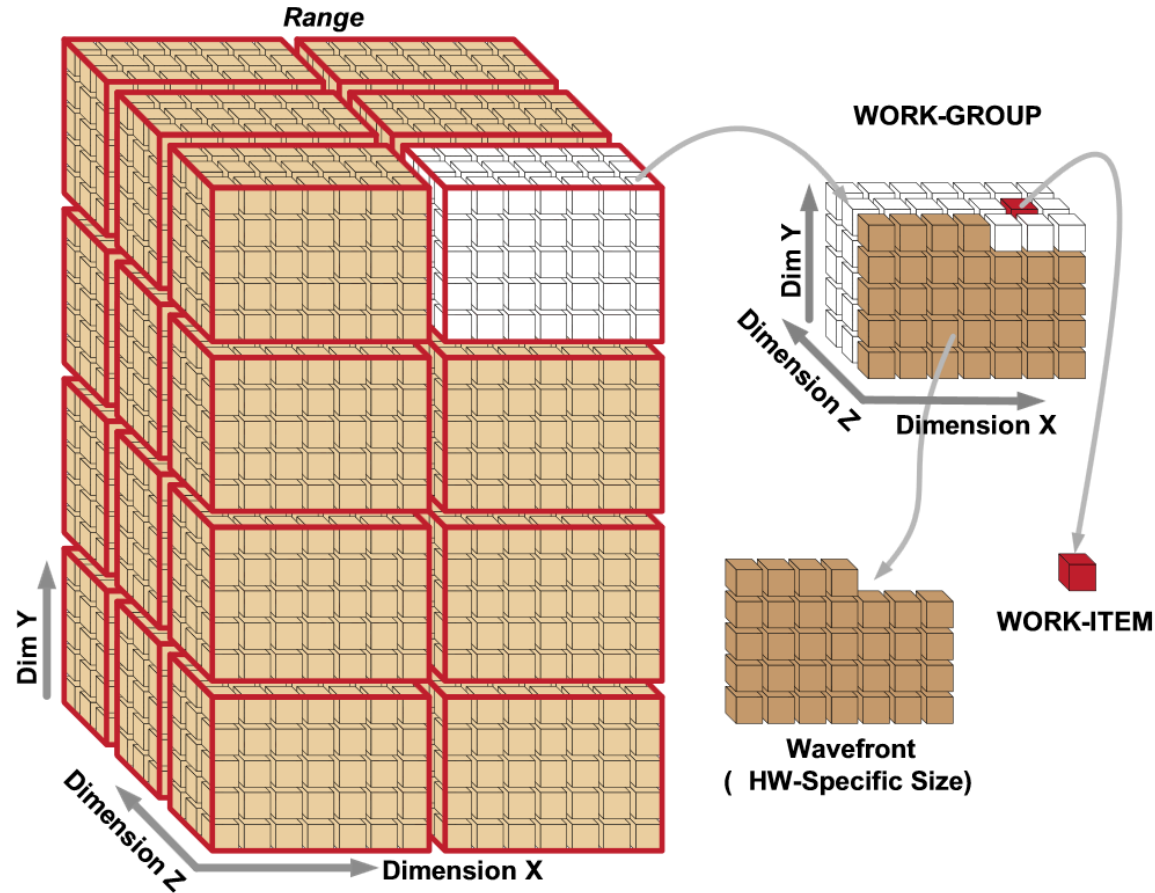 Range
WORK-GROUP
Dim Y
Dimension Z
Dimension X
WORK-ITEM
Dim Y
Wavefront
( HW-Specific Size)
Dimension Z
Dimension X